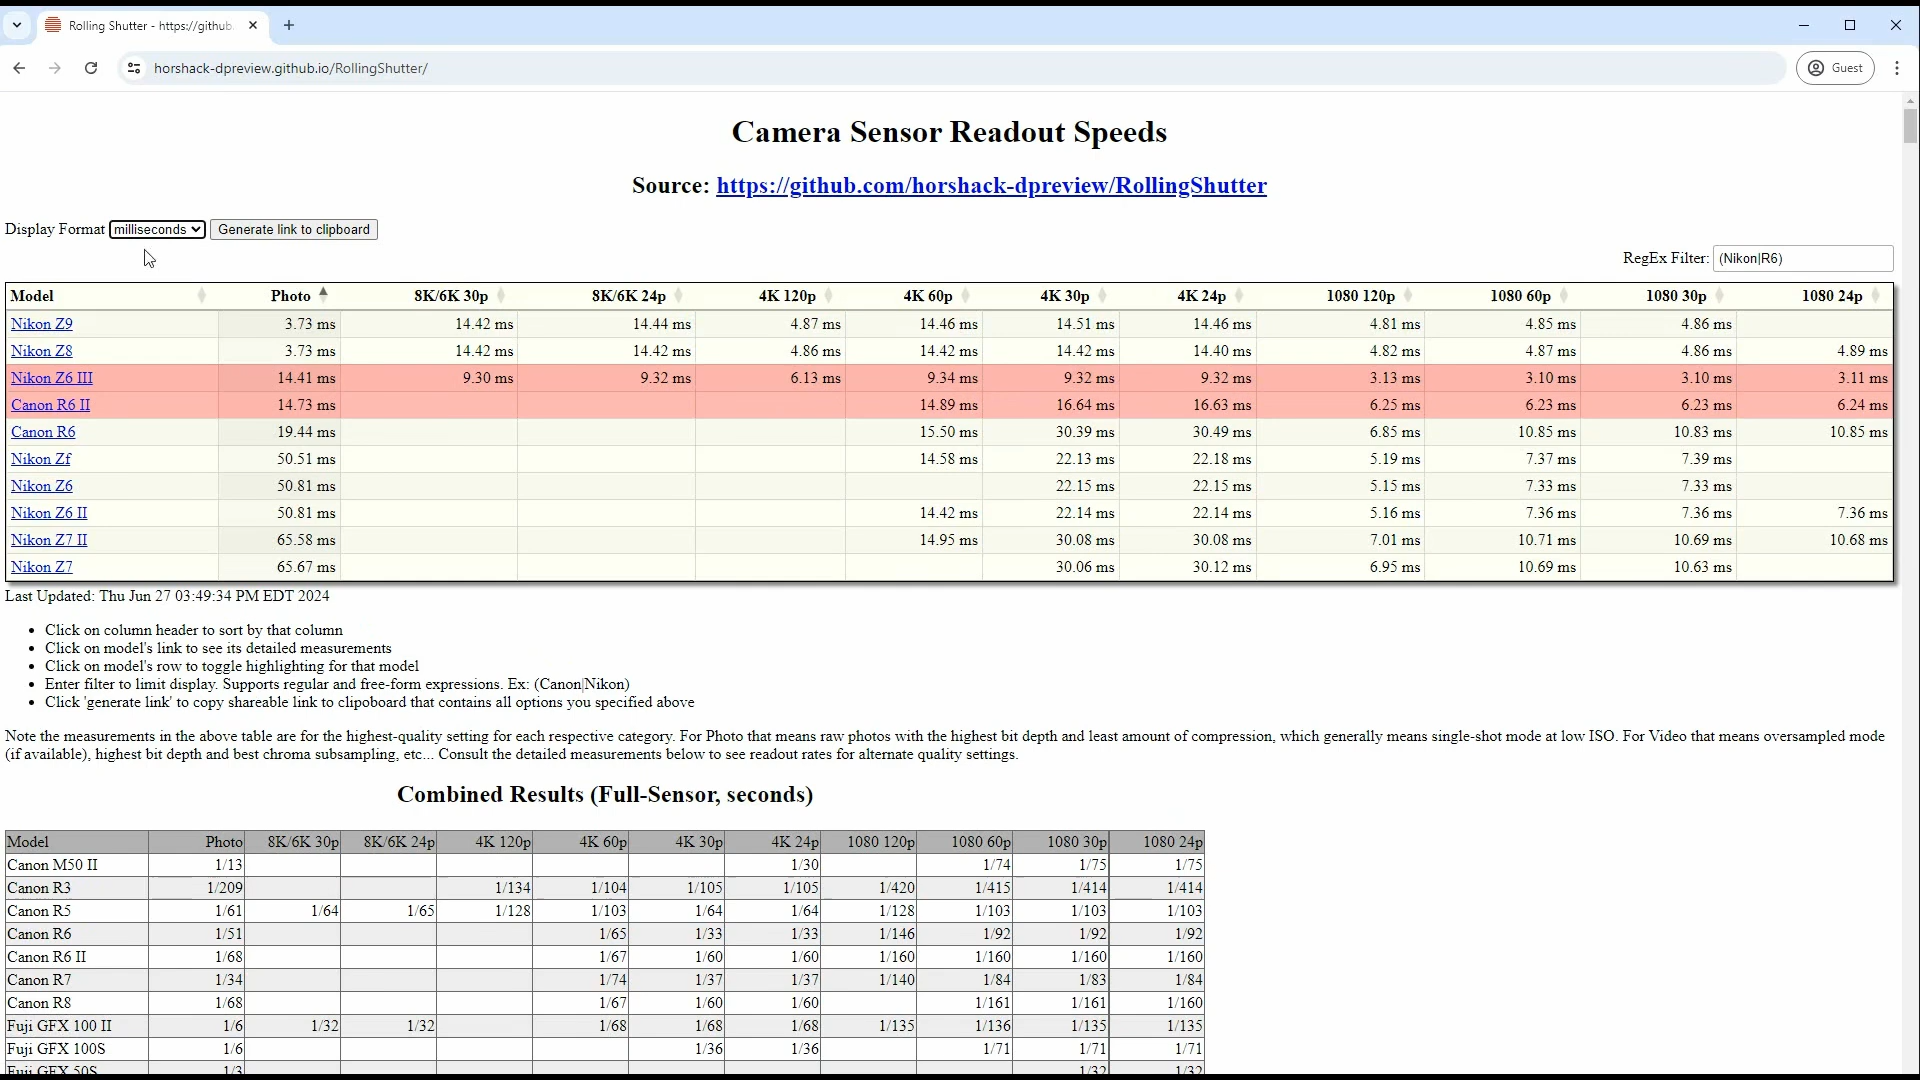 Rolling Shutter - https://github.
horshack-dpreview.github.io/RollingShutter/
Guest
Camera Sensor Readout Speeds
Source: https://github.com/horshack-dpreview/RollingShutter
Display Format milliseconds Generate link to clipboard
RegEx Filter: (Nikon|R6)
Model Photo 8K/6K 30p 8K/6K 24p 4K 120p 4K 60p 4K 30p 4K 24p 1080 120p 1080 60p 1080 30p 1080 24p
Nikon Z9 3.73 ms 14.42 ms 14.44 ms 4.87 ms 14.46 ms 14.51 ms 14.46 ms 4.81 ms 4.85 ms 4.86 ms
Nikon Z8 3.73 ms 14.42 ms 14.42 ms 4.86 ms 14.42 ms 14.42 ms 14.40 ms 4.82 ms 4.87 ms 4.86 ms 4.89 ms
Nikon Z6 III 14.41 ms 9.30 ms 9.32 ms 6.13 ms 9.34 ms 9.32 ms 9.32 ms 3.13 ms 3.10 ms 3.10 ms 3.11 ms
Canon R6 II 14.73 ms 14.89 ms 16.64 ms 16.63 ms 6.25 ms 6.23 ms 6.23 ms 6.24 ms
Canon R6 19.44 ms 15.50 ms 30.39 ms 30.49 ms 6.85 ms 10.85 ms 10.83 ms 10.85 ms
Nikon Zf 50.51 ms 14.58 ms 22.13 ms 22.18 ms 5.19 ms 7.37 ms 7.39 ms
Nikon Z6 50.81 ms 22.15 ms 22.15 ms 5.15 ms 7.33 ms 7.33 ms
Nikon Z6 II 50.81 ms 14.42 ms 22.14 ms 22.14 ms 5.16 ms 7.36 ms 7.36 ms 7.36 ms
Nikon Z7 II 65.58 ms 14.95 ms 30.08 ms 30.08 ms 7.01 ms 10.71 ms 10.69 ms 10.68 ms
Nikon Z7 65.67 ms 30.06 ms 30.12 ms 6.95 ms 10.69 ms 10.63 ms
Last Updated: Thu Jun 27 03:49:34 PM EDT 2024
• Click on column header to sort by that column
• Click on model's link to see its detailed measurements
• Click on model's row to toggle highlighting for that model
• Enter filter to limit display. Supports regular and free-form expressions. Ex: (Canon|Nikon)
• Click 'generate link' to copy shareable link to clipoboard that contains all options you specified above
Note the measurements in the above table are for the highest-quality setting for each respective category. For Photo that means raw photos with the highest bit depth and least amount of compression, which generally means single-shot mode at low ISO. For Video that means oversampled mode
(if available), highest bit depth and best chroma subsampling, etc... Consult the detailed measurements below to see readout rates for alternate quality settings.
Combined Results (Full-Sensor, seconds)
Model Photo 8K/6K 30p 8K/6K 24p 4K 120p 4K 60p 4K 30p 4K 24p 1080 120p 1080 60p 1080 30p 1080 24p
Canon M50 II 1/13 1/30 1/74 1/75 1/75
Canon R3 1/209 1/134 1/104 1/105 1/105 1/420 1/415 1/414 1/414
Canon R5 1/61 1/64 1/65 1/128 1/103 1/64 1/64 1/128 1/103 1/103 1/103
Canon R6 1/51 1/65 1/33 1/33 1/146 1/92 1/92 1/92
Canon R6 II 1/68 1/67 1/60 1/60 1/160 1/160 1/160 1/160
Canon R7 1/34 1/74 1/37 1/37 1/140 1/84 1/83 1/84
Canon R8 1/68 1/67 1/60 1/60 1/161 1/161 1/160
Fuji GFX 100 II 1/6 1/32 1/32 1/68 1/68 1/68 1/135 1/136 1/135 1/135
Fuji GFX 100S 1/6 1/36 1/36 1/71 1/71 1/71
Fuji GFX 50S 1/3 1/32 1/32